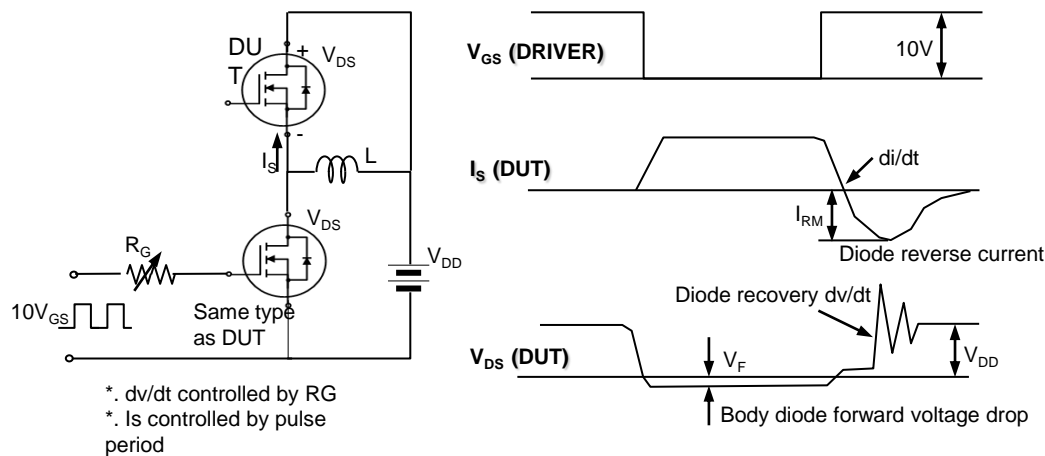 DU
T
+
V_DS
-
I_S
L
V_DS
R_G
V_DD
10V_GS
Same type
as DUT
*. dv/dt controlled by RG
*. Is controlled by pulse
period
V_GS (DRIVER)
10V
I_S (DUT)
di/dt
I_RM
Diode reverse current
Diode recovery dv/dt
V_DS (DUT)
V_F
V_DD
Body diode forward voltage drop